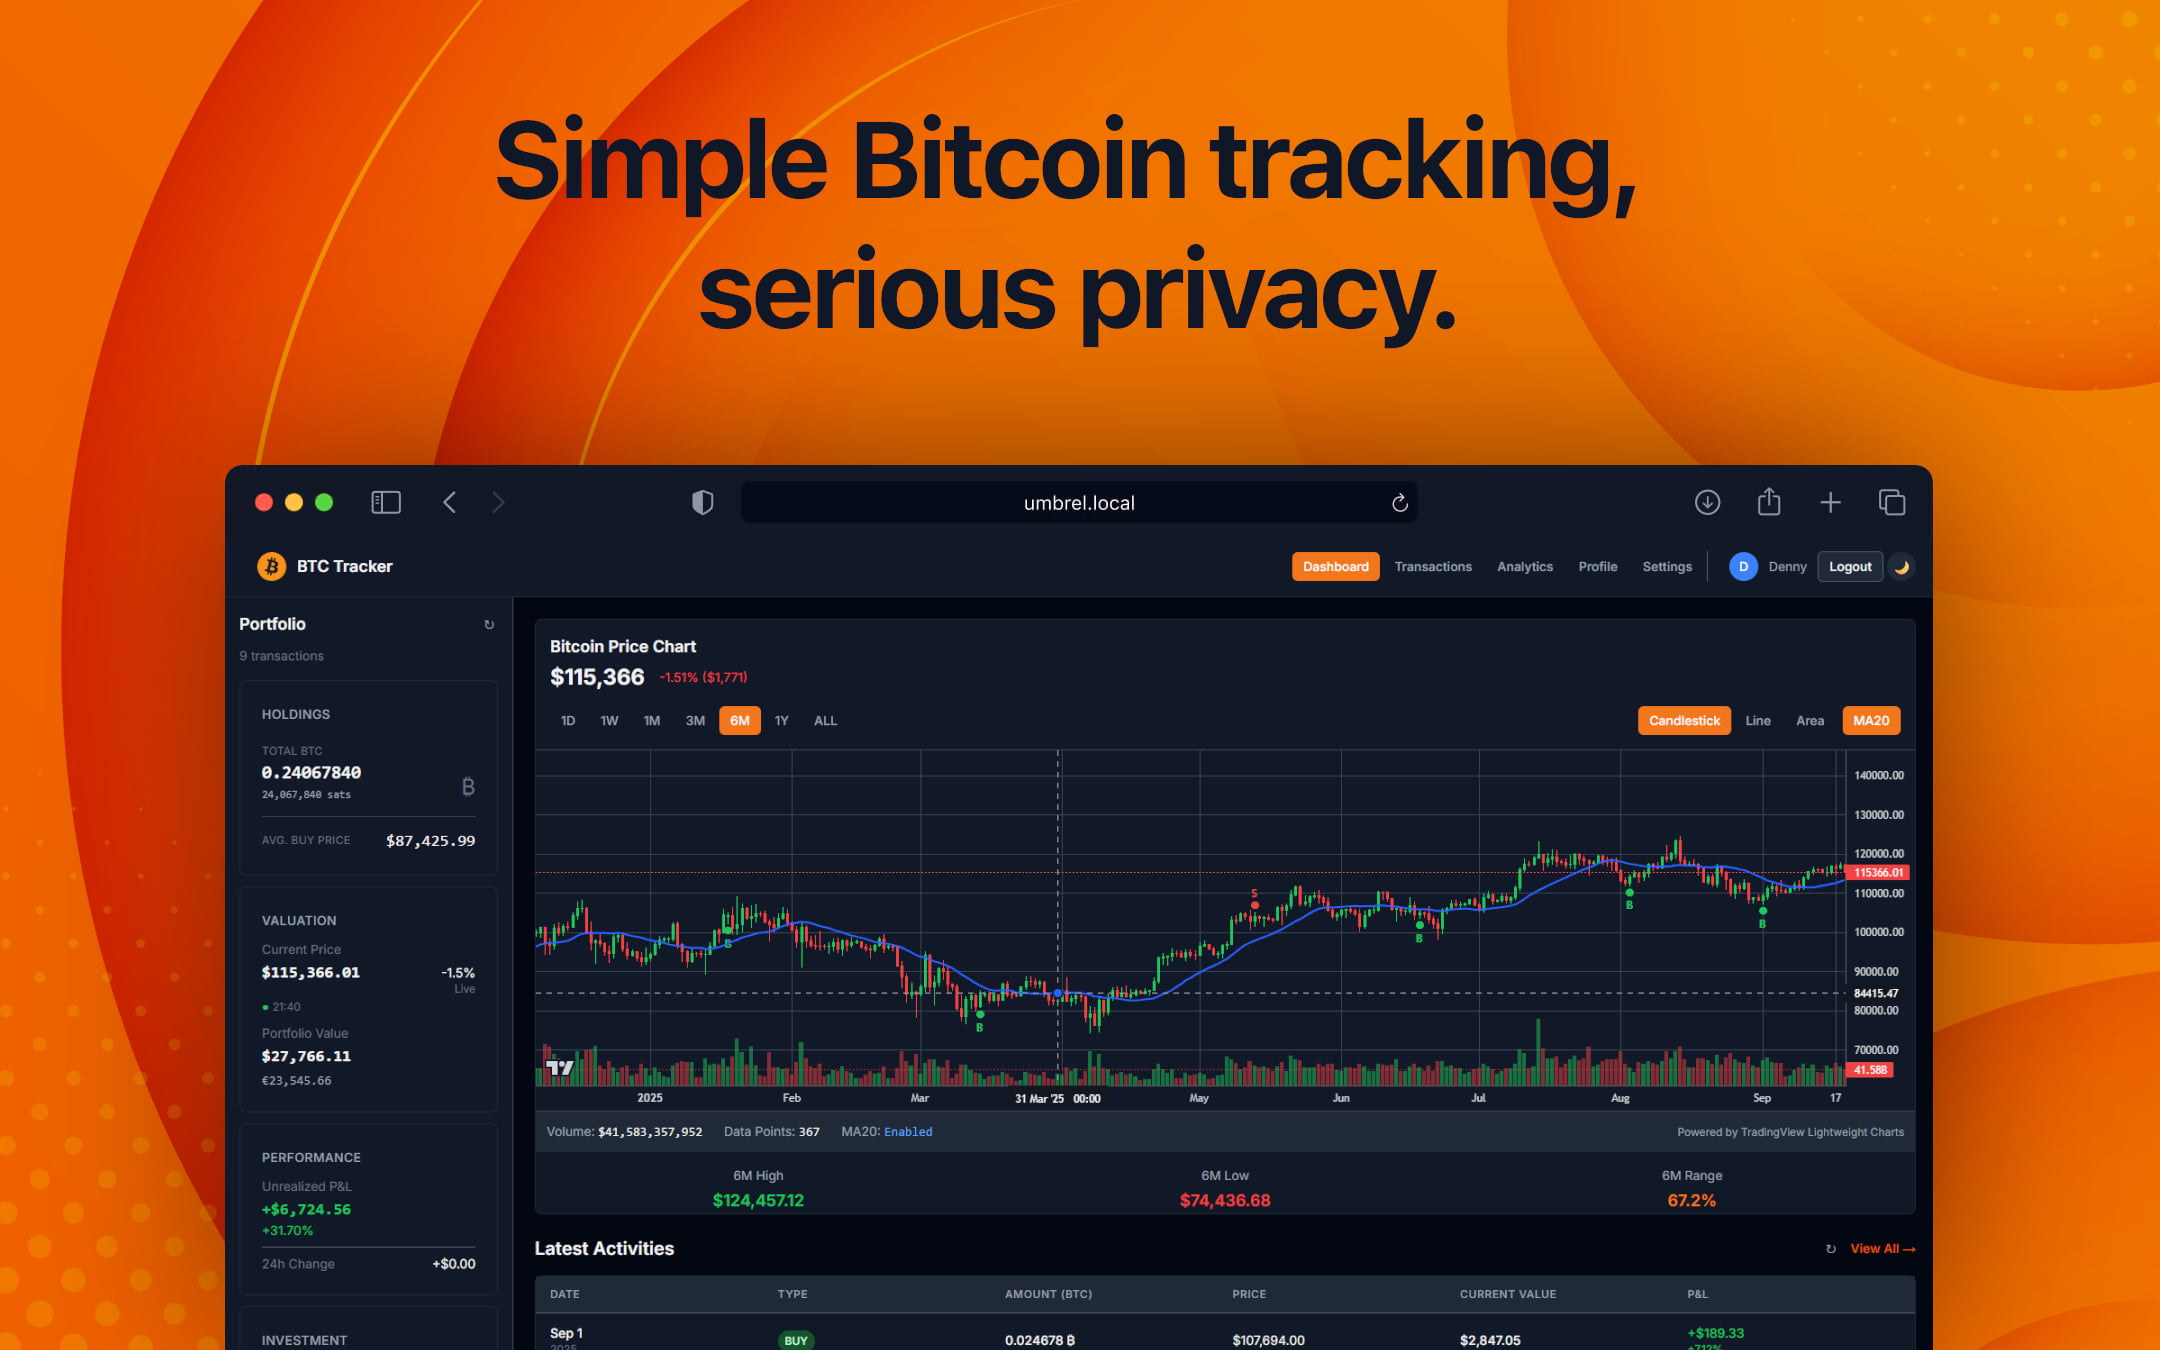 Simple Bitcoin tracking,
serious privacy.
umbrel.local
BTC Tracker
Dashboard Transactions Analytics Profile Settings D Denny Logout
Portfolio
9 transactions
HOLDINGS
TOTAL BTC
0.24067840
24,067,840 sats
AVG. BUY PRICE $87,425.99
VALUATION
Current Price
$115,366.01 -1.5%
Live
21:40
Portfolio Value
$27,766.11
€23,545.66
PERFORMANCE
Unrealized P&L
+$6,724.56
+31.70%
24h Change +$0.00
INVESTMENT
Bitcoin Price Chart
$115,366 -1.51% ($1,771)
1D 1W 1M 3M 6M 1Y ALL
Candlestick Line Area MA20
140000.00
130000.00
120000.00
115366.01
110000.00
100000.00
90000.00
84415.47
80000.00
70000.00
41.58B
S
B
B
B
B
B
2025 Feb Mar 31 Mar '25 00:00 May Jun Jul Aug Sep 17
Volume: $41,583,357,952 Data Points: 367 MA20: Enabled
Powered by TradingView Lightweight Charts
6M High 6M Low 6M Range
$124,457.12 $74,436.68 67.2%
Latest Activities
View All →
DATE TYPE AMOUNT (BTC) PRICE CURRENT VALUE P&L
Sep 1 BUY 0.024678 ₿ $107,694.00 $2,847.05 +$189.33